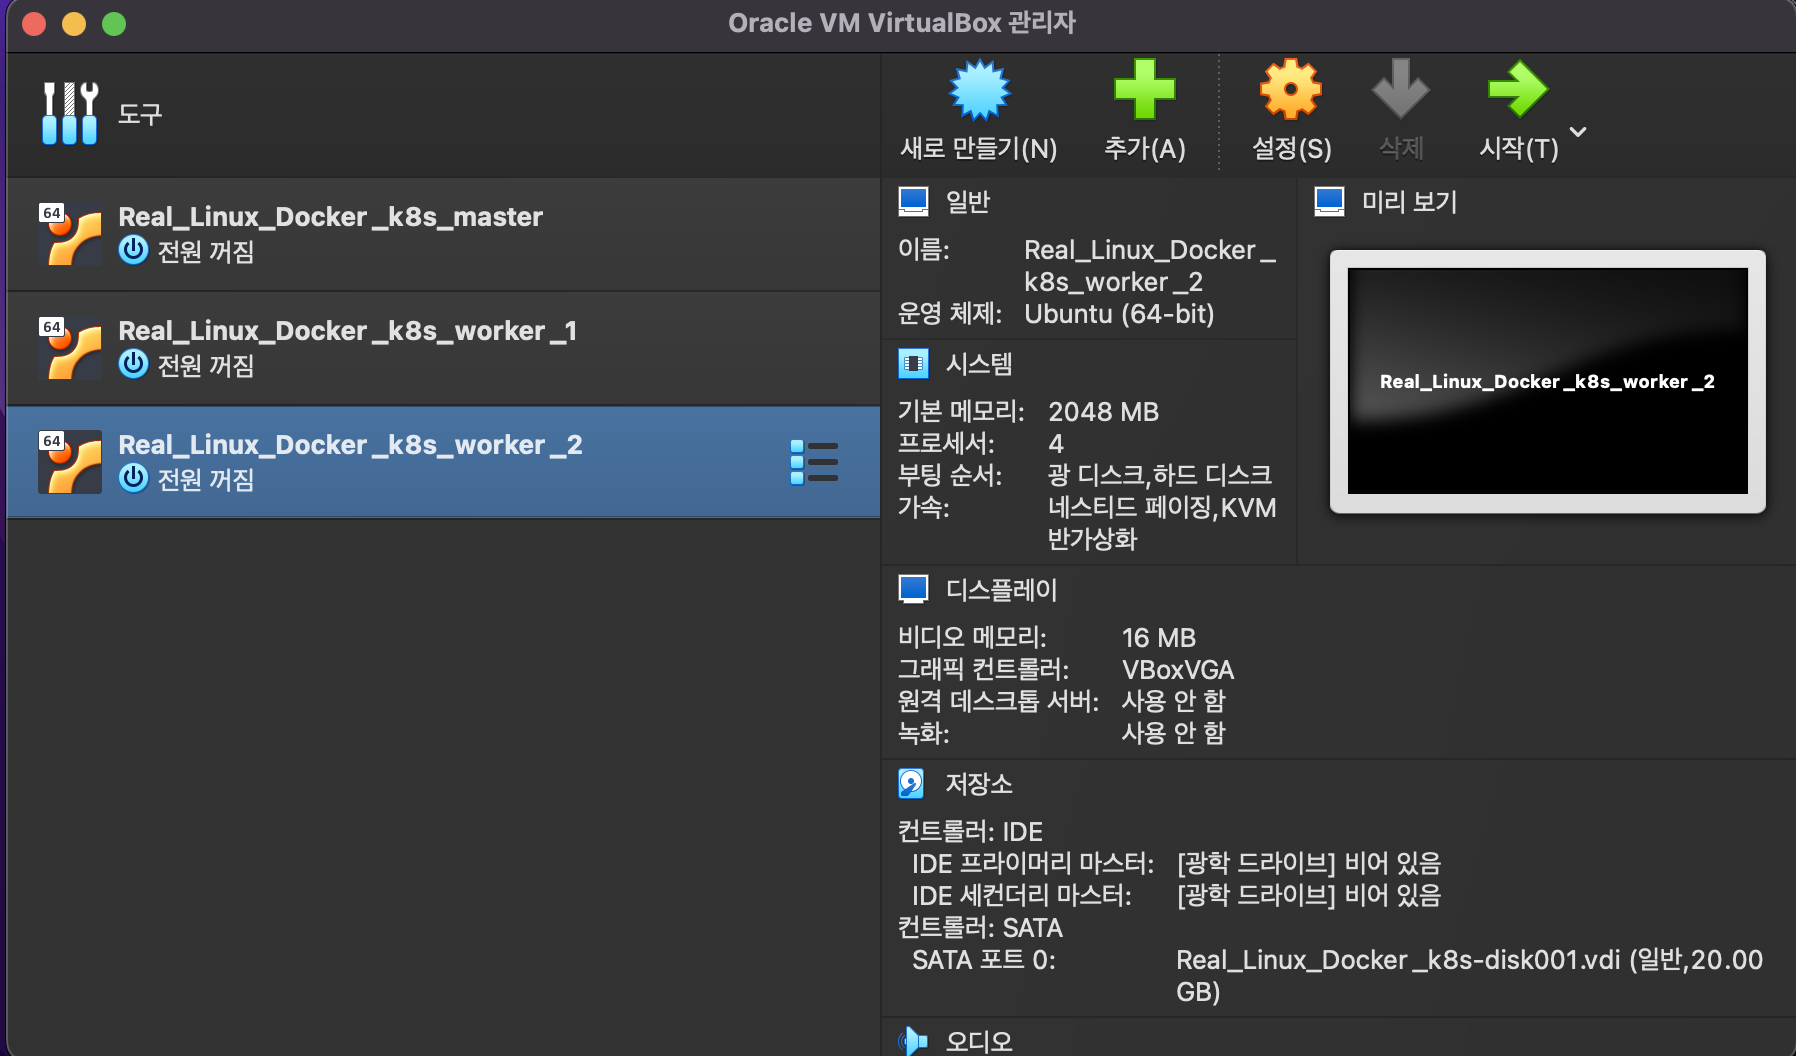 Oracle VM VirtualBox 관리자
도구
새로 만들기(N)
추가(A)
설정(S)
삭제
시작(T)
64
Real_Linux_Docker_k8s_master
전원 꺼짐
64
Real_Linux_Docker_k8s_worker_1
전원 꺼짐
64
Real_Linux_Docker_k8s_worker_2
전원 꺼짐
일반
이름: Real_Linux_Docker_
k8s_worker_2
운영 체제: Ubuntu (64-bit)
미리 보기
Real_Linux_Docker_k8s_worker_2
시스템
기본 메모리: 2048 MB
프로세서: 4
부팅 순서: 광 디스크,하드 디스크
가속: 네스티드 페이징,KVM
반가상화
디스플레이
비디오 메모리: 16 MB
그래픽 컨트롤러: VBoxVGA
원격 데스크톱 서버: 사용 안 함
녹화: 사용 안 함
저장소
컨트롤러: IDE
IDE 프라이머리 마스터: [광학 드라이브] 비어 있음
IDE 세컨더리 마스터: [광학 드라이브] 비어 있음
컨트롤러: SATA
SATA 포트 0: Real_Linux_Docker_k8s-disk001.vdi (일반,20.00
GB)
오디오